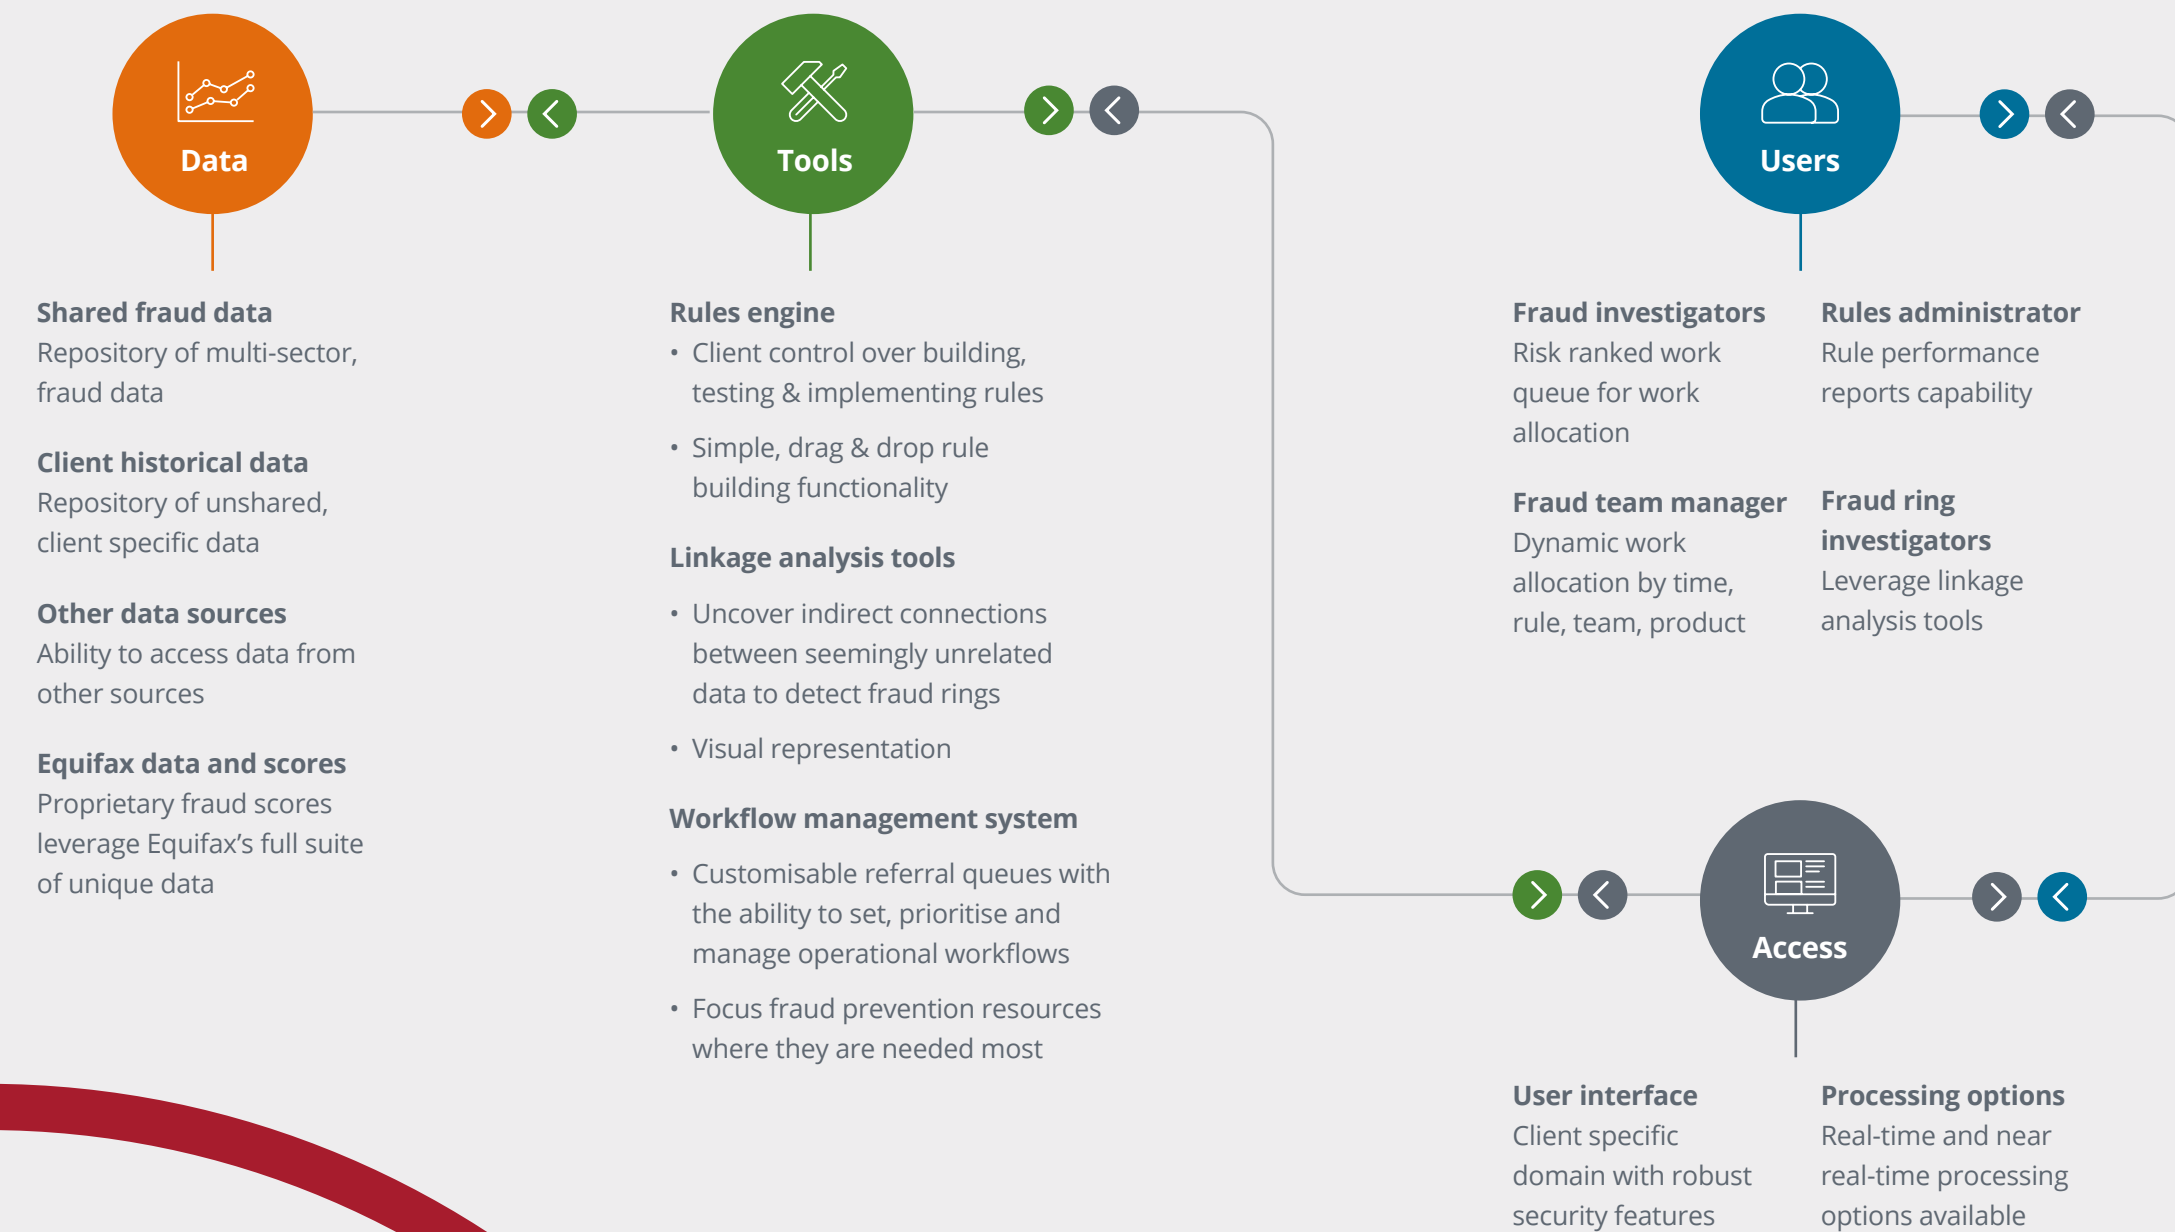 Data
Shared fraud data
Repository of multi-sector,
fraud data
Client historical data
Repository of unshared,
client specific data
Other data sources
Ability to access data from
other sources
Equifax data and scores
Proprietary fraud scores
leverage Equifax’s full suite
of unique data
Tools
Rules engine
• Client control over building,
testing & implementing rules
• Simple, drag & drop rule
building functionality
Linkage analysis tools
• Uncover indirect connections
between seemingly unrelated
data to detect fraud rings
• Visual representation
Workflow management system
• Customisable referral queues with
the ability to set, prioritise and
manage operational workflows
• Focus fraud prevention resources
where they are needed most
Users
Fraud investigators
Risk ranked work
queue for work
allocation
Fraud team manager
Dynamic work
allocation by time,
rule, team, product
Rules administrator
Rule performance
reports capability
Fraud ring
investigators
Leverage linkage
analysis tools
Access
User interface
Client specific
domain with robust
security features
Processing options
Real-time and near
real-time processing
options available